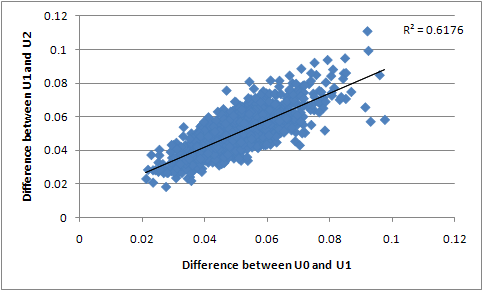 0.12
R² = 0.6176
0.1
0.08
0.06
0.04
0.02
0
Difference between U1 and U2
0 0.02 0.04 0.06 0.08 0.1 0.12
Difference between U0 and U1